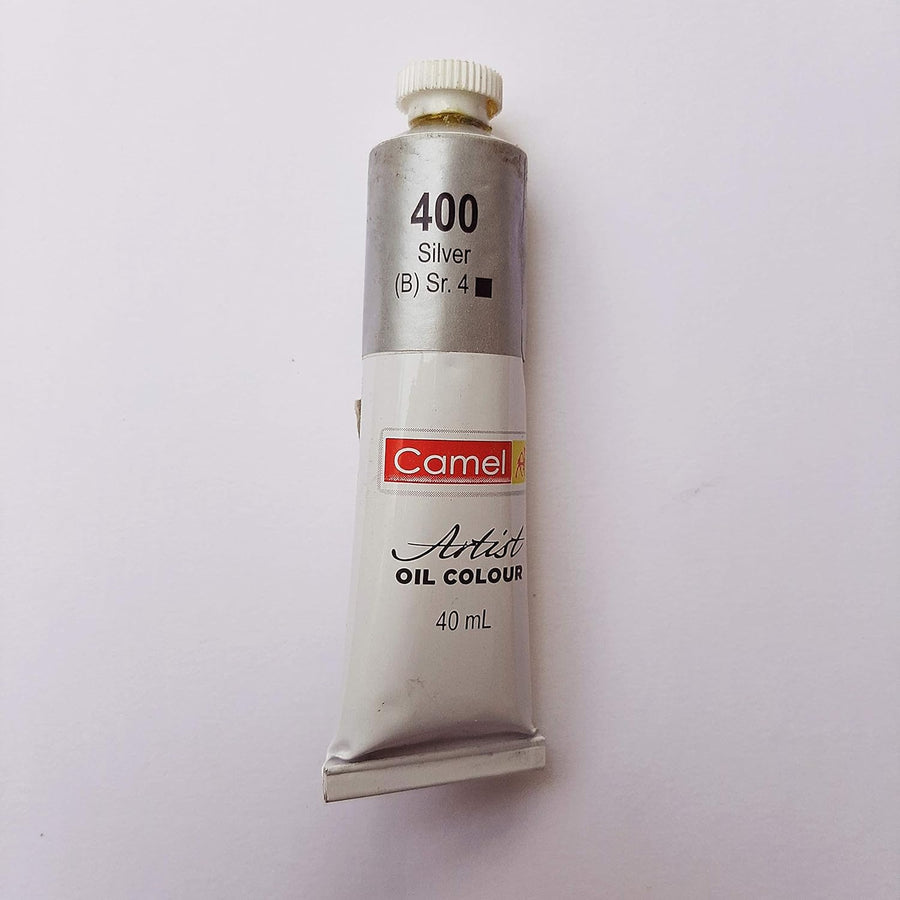 400
Silver
(B) Sr. 4
Camel
Artist
OIL COLOUR
40 mL